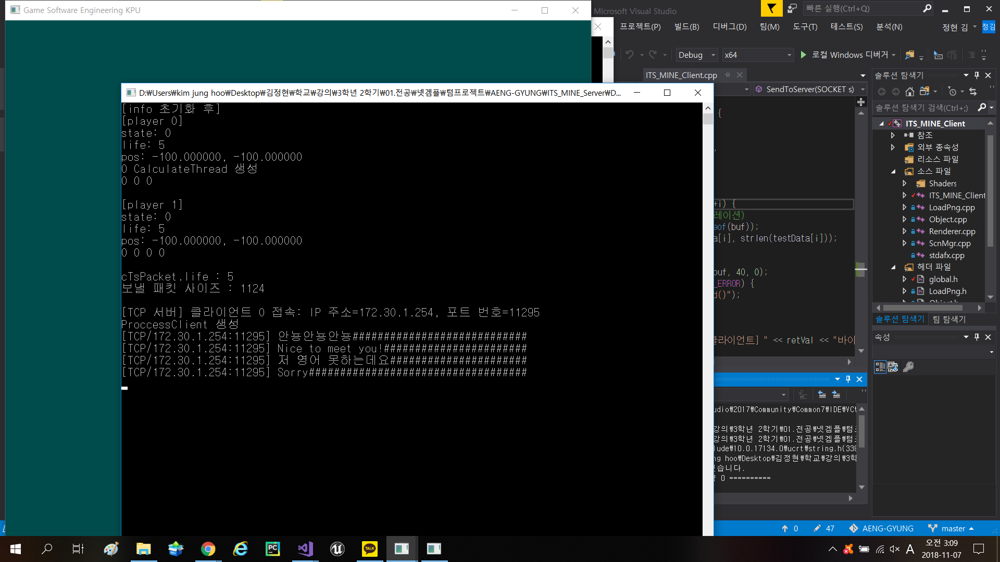 Game Software Engineering KPU
Microsoft Visual Studio
빠른 실행(Ctrl+Q)
프로젝트(P) 빌드(B) 디버그(D) 팀(M) 도구(T) 테스트(S) 분석(N)
정현 김
정김
Debug
x64
로컬 Windows 디버거
ITS_MINE_Client.cpp
SendToServer(SOCKET s)
D:₩Users₩kim jung hoo₩Desktop₩김정현₩학교₩강의₩3학년 2학기₩01.전공₩넷겜플₩텀프로젝트₩AENG-GYUNG₩ITS_MINE_Server₩D...
[info 초기화 후]
[player 0]
state: 0
life: 5
pos: -100.000000, -100.000000
0 CalculateThread 생성
0 0 0
[player 1]
state: 0
life: 5
pos: -100.000000, -100.000000
0 0 0 0
cTsPacket.life : 5
보낼 패킷 사이즈 : 1124
[TCP 서버] 클라이언트 0 접속: IP 주소=172.30.1.254, 포트 번호=11295
ProccessClient 생성
[TCP/172.30.1.254:11295] 안뇽안뇽안뇽############################
[TCP/172.30.1.254:11295] Nice to meet you!#######################
[TCP/172.30.1.254:11295] 저 영어 못하는데요######################
[TCP/172.30.1.254:11295] Sorry###################################
{
+i) {
레이션)
eof(buf));
a[i], strlen(testData[i]));
buf, 40, 0);
_ERROR) {
d()");
클라이언트] " << retVal << "바이
udio₩2017₩Community₩Common7₩IDE₩VC₩
강의₩3학년 2학기₩01.전공₩넷겜플₩텀프
강의₩3학년 2학기₩01.전공₩넷겜플₩텀프
lude₩10.0.17134.0₩ucrt₩string.h(338
ng hoo₩Desktop₩김정현₩학교₩강의₩3학
있습니다.
0 ==========
솔루션 탐색기
솔루션 탐색기 검색(Ctrl+;)
ITS_MINE_Client
참조
외부 종속성
리소스 파일
소스 파일
Shaders
ITS_MINE_Client
LoadPng.cpp
Object.cpp
Renderer.cpp
ScnMgr.cpp
stdafx.cpp
헤더 파일
global.h
LoadPng.h
Object.h
솔루션 탐색기 팀 탐색기
속성
0 47 AENG-GYUNG master
PC
TALK
A
오전 3:09
2018-11-07